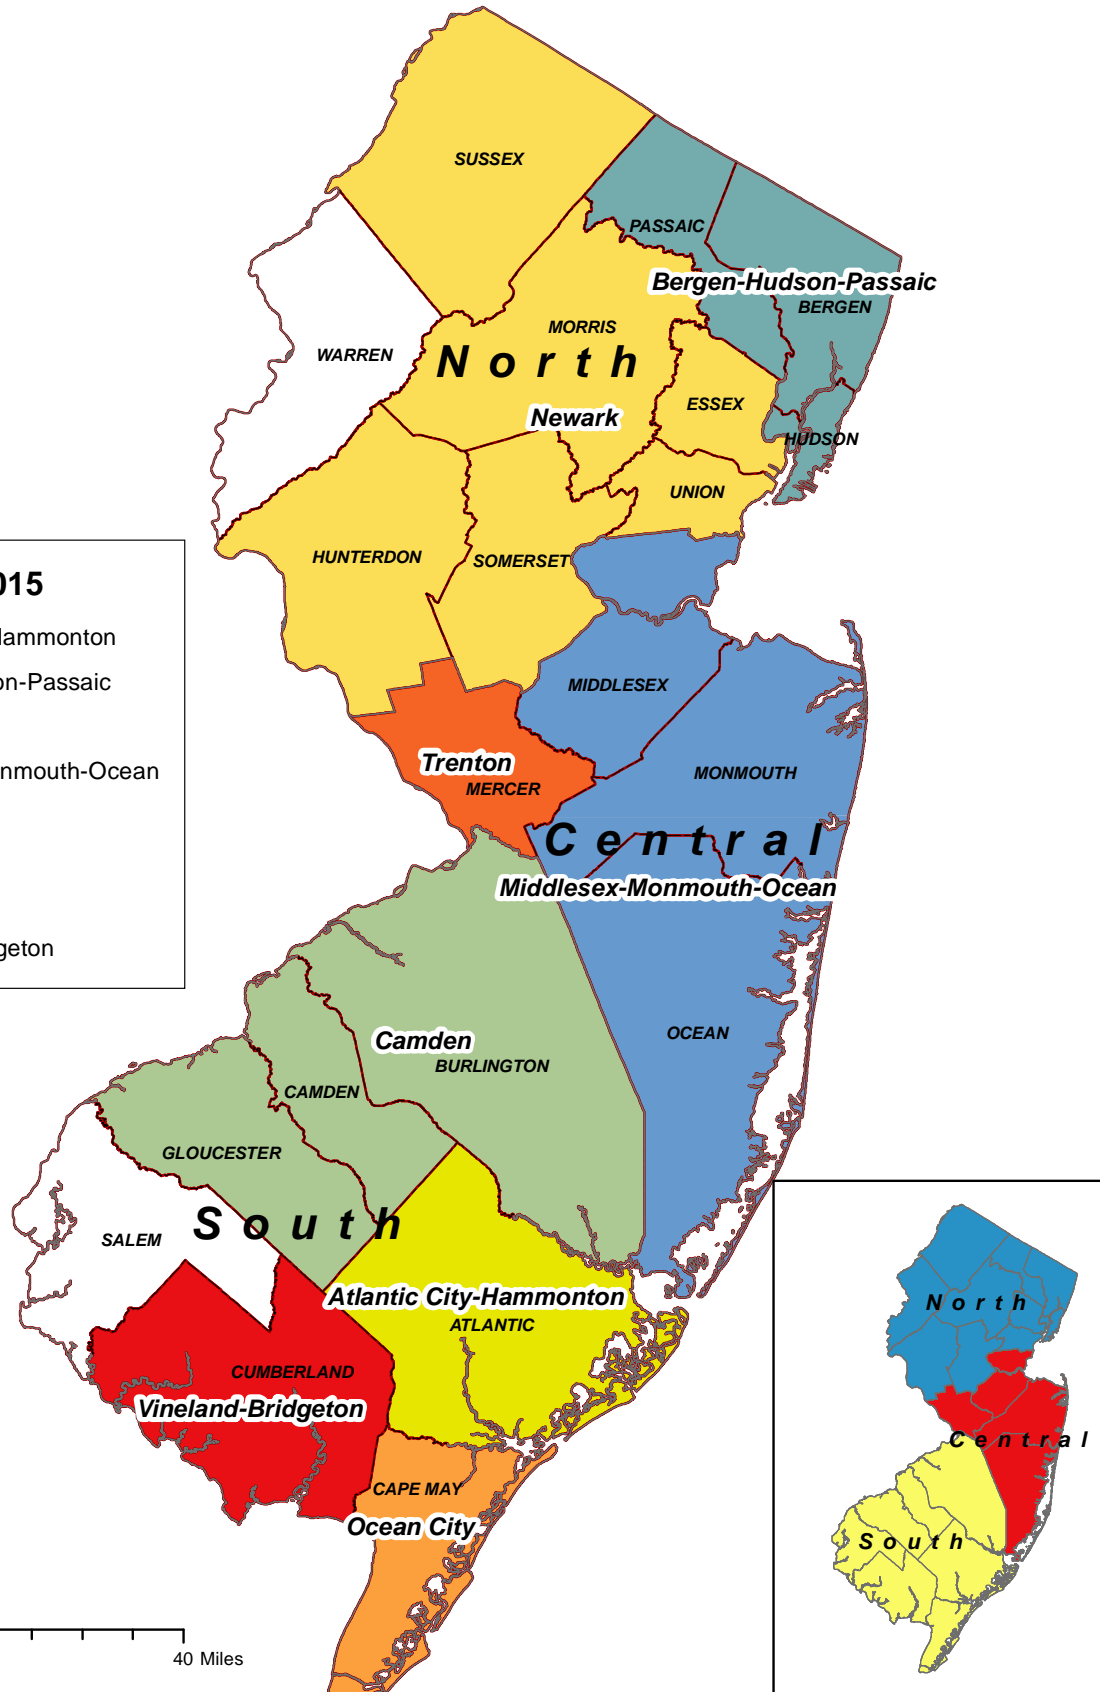 SUSSEX
PASSAIC
Bergen-Hudson-Passaic
BERGEN
MORRIS
WARREN
North
ESSEX
Newark
HUDSON
UNION
HUNTERDON
SOMERSET
015
Hammonton
on-Passaic
nmouth-Ocean
geton
MIDDLESEX
Trenton
MERCER
MONMOUTH
Central
Middlesex-Monmouth-Ocean
OCEAN
Camden
BURLINGTON
CAMDEN
GLOUCESTER
SALEM
South
Atlantic City-Hammonton
ATLANTIC
CUMBERLAND
Vineland-Bridgeton
CAPE MAY
Ocean City
40 Miles
North
Central
South